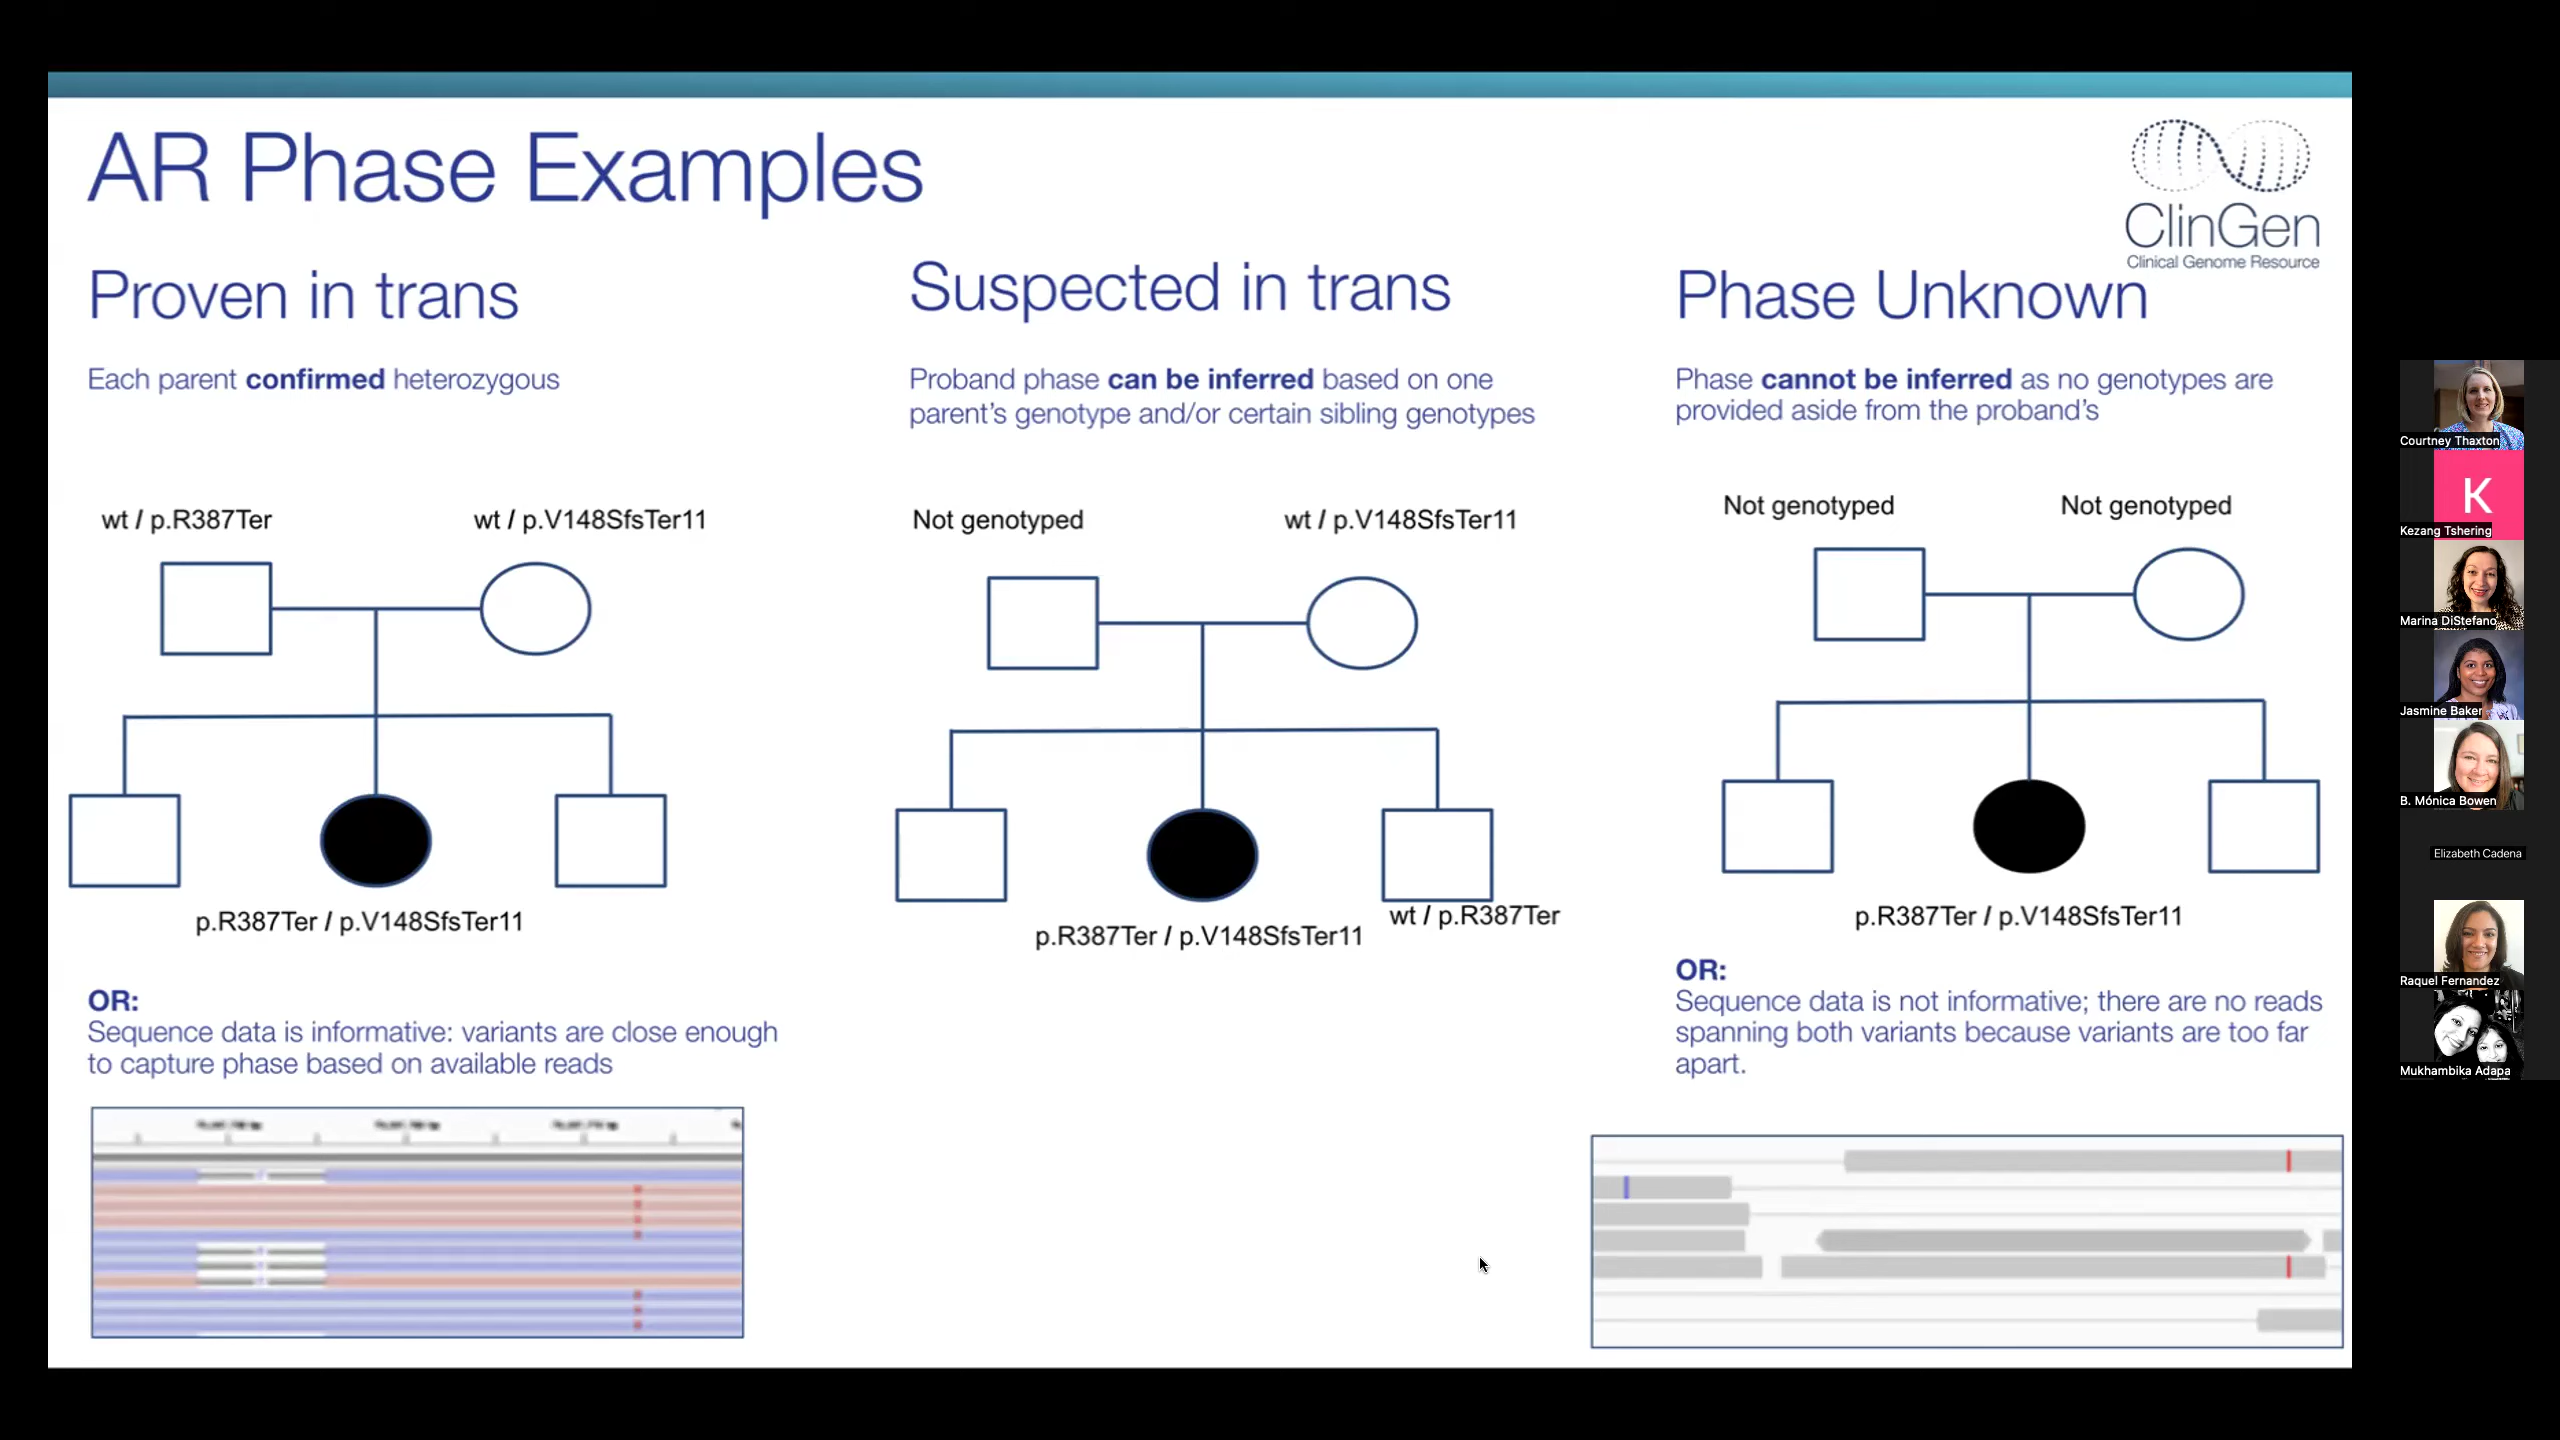 AR Phase Examples
ClinGen
Clinical Genome Resource
Proven in trans
Each parent confirmed heterozygous
wt / p.R387Ter
wt / p.V148SfsTer11
p.R387Ter / p.V148SfsTer11
OR:
Sequence data is informative: variants are close enough
to capture phase based on available reads
Suspected in trans
Proband phase can be inferred based on one
parent's genotype and/or certain sibling genotypes
Not genotyped
wt / p.V148SfsTer11
p.R387Ter / p.V148SfsTer11
wt / p.R387Ter
Phase Unknown
Phase cannot be inferred as no genotypes are
provided aside from the proband's
Not genotyped
Not genotyped
p.R387Ter / p.V148SfsTer11
OR:
Sequence data is not informative; there are no reads
spanning both variants because variants are too far
apart.
Courtney Thaxton
K
Kezang Tshering
Marina DiStefano
Jasmine Baker
B. Mónica Bowen
Elizabeth Cadena
Raquel Fernandez
Mukhambika Adapa